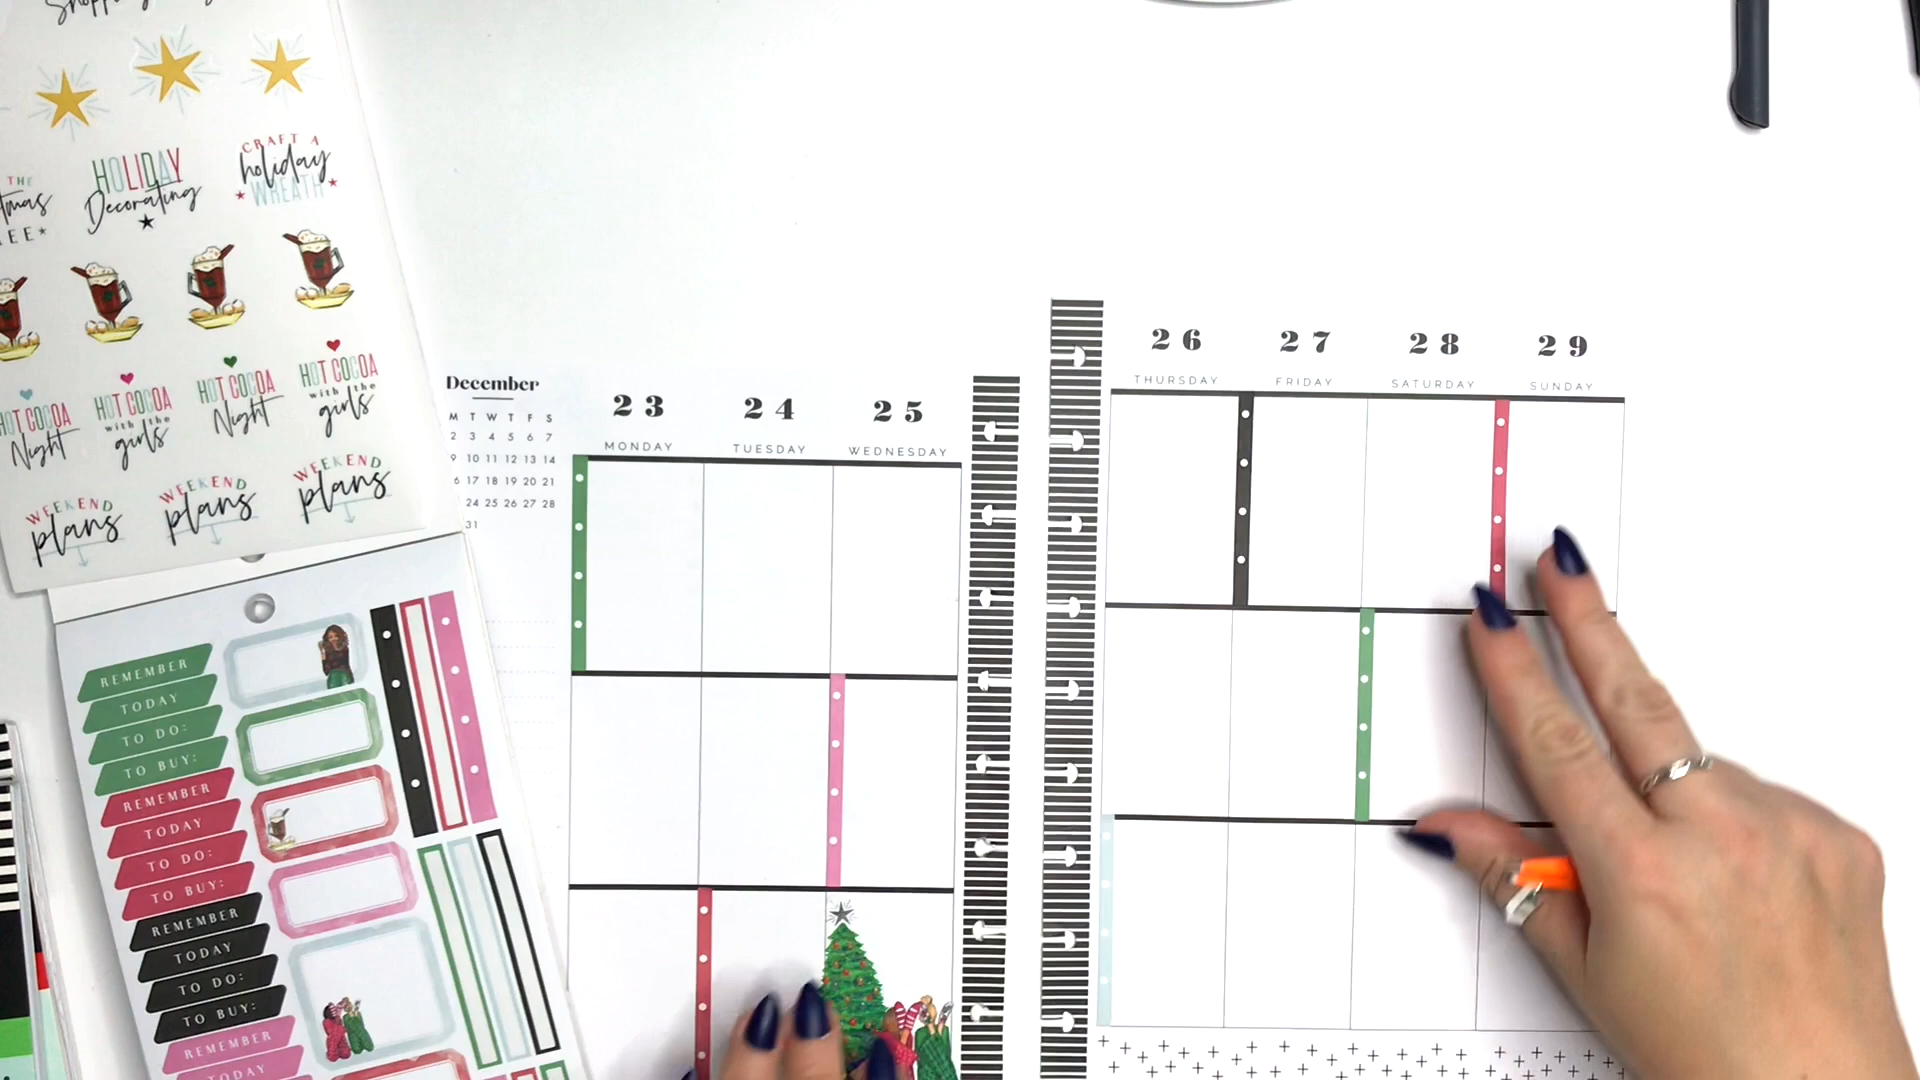 Shopping
HOLIDAY
Decorating
CRAFT A
holiday
WREATH
THE
HOT COCOA
Night
HOT COCOA
with the
girls
HOT COCOA
Night
HOT COCOA
with the
girls
WEEKEND
plans
WEEKEND
plans
WEEKEND
plans
REMEMBER
TODAY
TO DO:
TO BUY:
REMEMBER
TODAY
TO DO:
TO BUY:
REMEMBER
TODAY
TO DO:
TO BUY:
REMEMBER
TODAY
December
M T W T F S
2 3 4 5 6 7
9 10 11 12 13 14
6 17 18 19 20 21
24 25 26 27 28
31
23
MONDAY
24
TUESDAY
25
WEDNESDAY
26
THURSDAY
27
FRIDAY
28
SATURDAY
29
SUNDAY